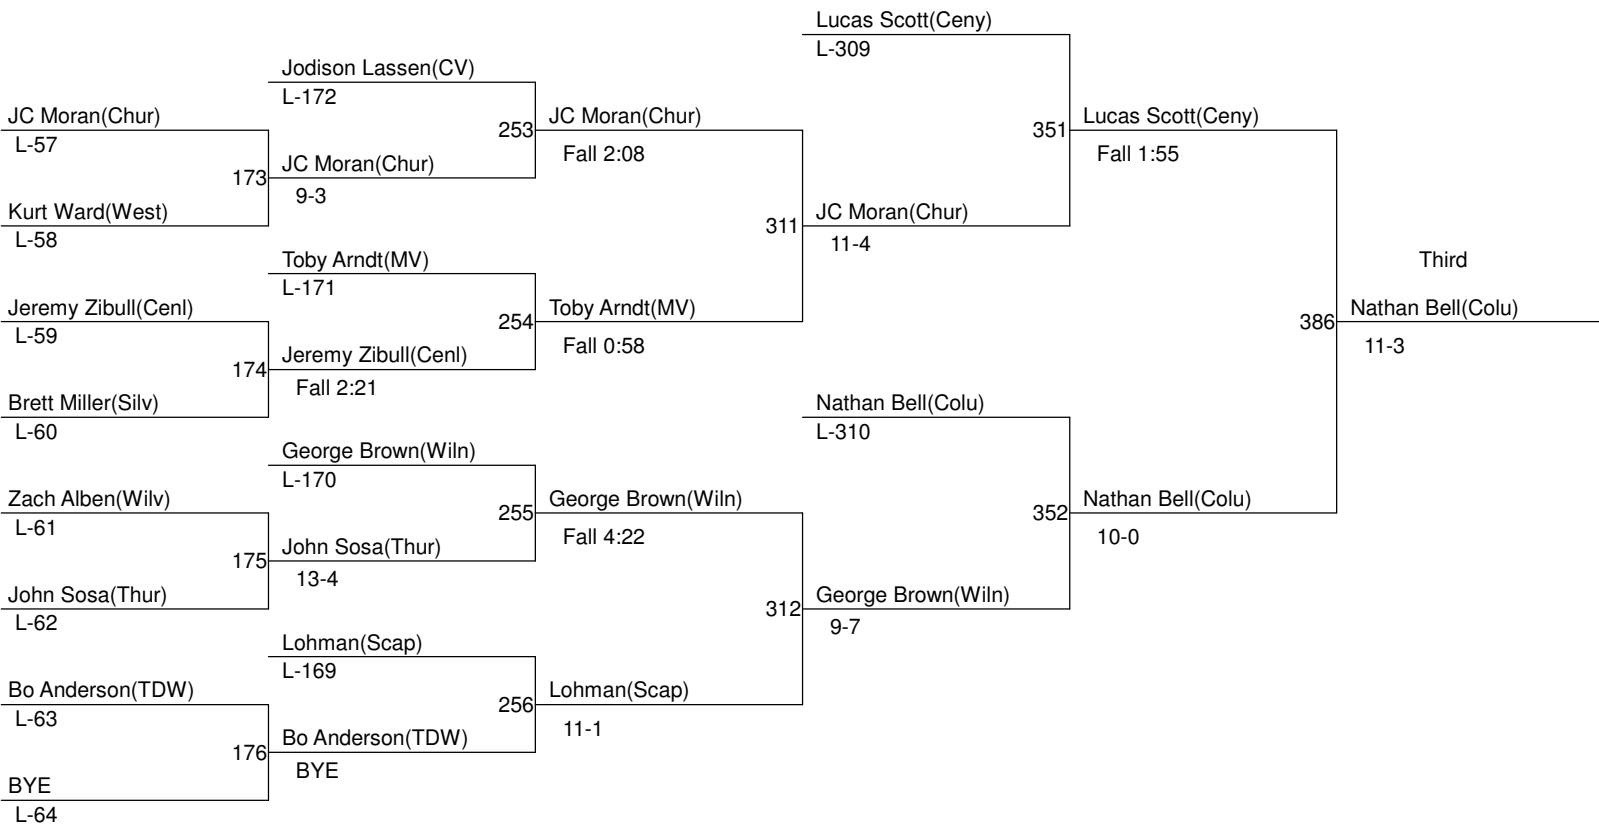 Lucas Scott(Ceny)
L-309
Jodison Lassen(CV)
L-172
JC Moran(Chur)
L-57
253
JC Moran(Chur)
Fall 2:08
351
Lucas Scott(Ceny)
Fall 1:55
173
JC Moran(Chur)
9-3
Kurt Ward(West)
L-58
311
JC Moran(Chur)
11-4
Toby Arndt(MV)
L-171
Third
Jeremy Zibull(Cenl)
L-59
254
Toby Arndt(MV)
Fall 0:58
386
Nathan Bell(Colu)
11-3
174
Jeremy Zibull(Cenl)
Fall 2:21
Brett Miller(Silv)
L-60
Nathan Bell(Colu)
L-310
George Brown(Wiln)
L-170
Zach Alben(Wilv)
L-61
255
George Brown(Wiln)
Fall 4:22
352
Nathan Bell(Colu)
10-0
175
John Sosa(Thur)
13-4
John Sosa(Thur)
L-62
312
George Brown(Wiln)
9-7
Lohman(Scap)
L-169
Bo Anderson(TDW)
L-63
256
Lohman(Scap)
11-1
176
Bo Anderson(TDW)
BYE
BYE
L-64